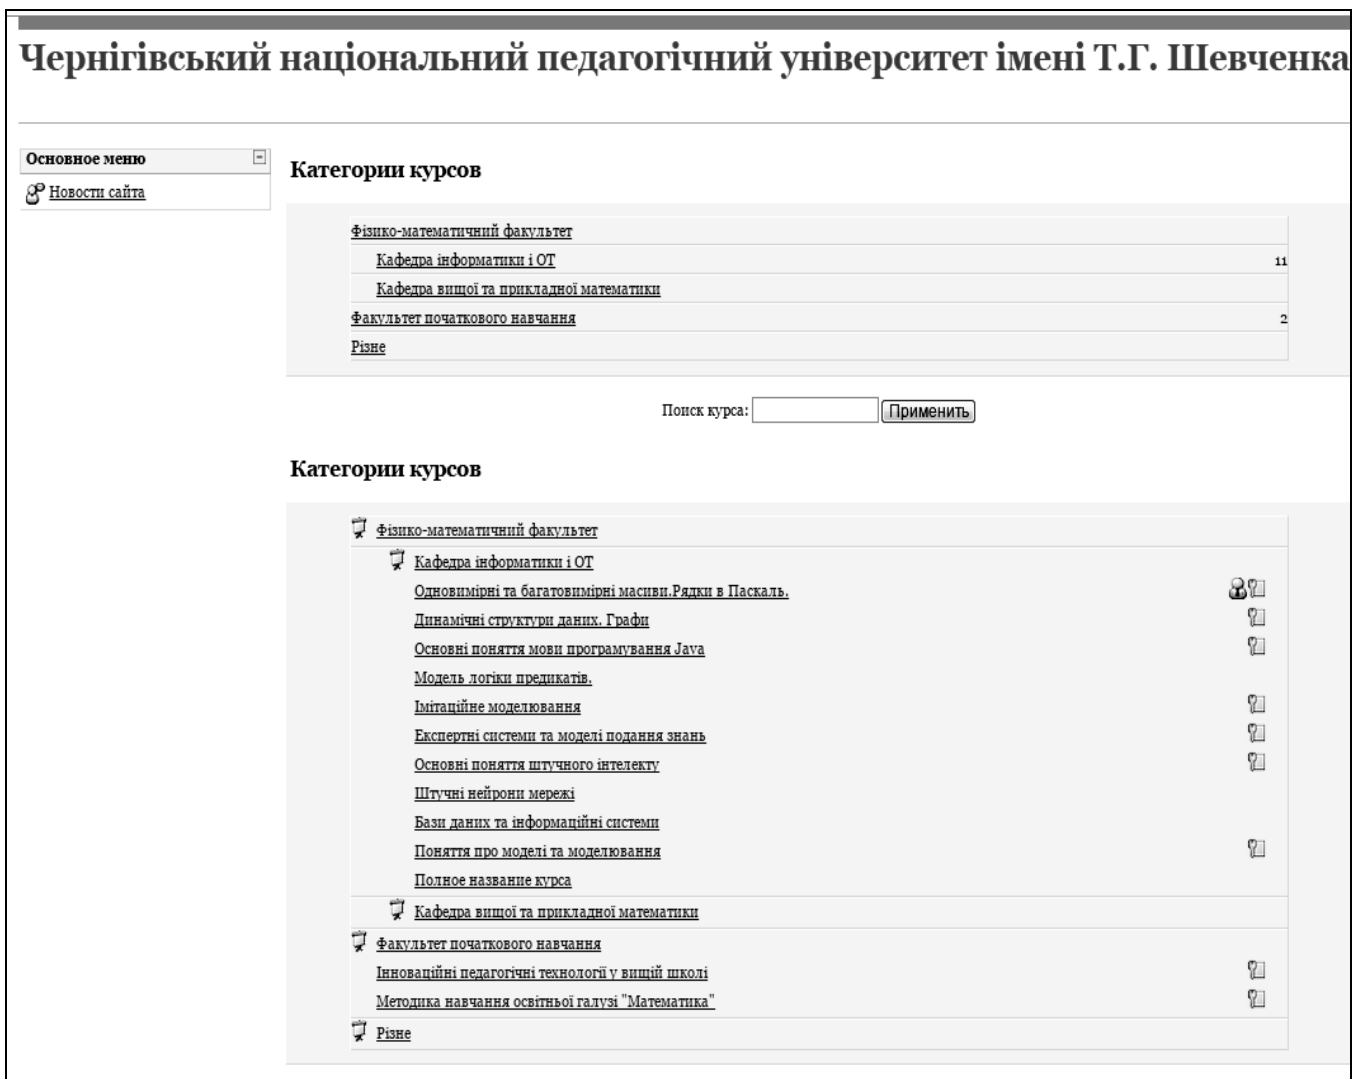 Чернігівський національний педагогічний університет імені Т.Г. Шевченка
Основное меню
Новости сайта
Категории курсов
Фізико-математичний факультет
Кафедра інформатики і ОТ 11
Кафедра вищої та прикладної математики
Факультет початкового навчання 2
Різне
Поиск курса: Применить
Категории курсов
Фізико-математичний факультет
Кафедра інформатики і ОТ
Одновимірні та багатовимірні масиви.Рядки в Паскаль.
Динамічні структури даних. Графи
Основні поняття мови програмування Java
Модель логіки предикатів.
Імітаційне моделювання
Експертні системи та моделі подання знань
Основні поняття штучного інтелекту
Штучні нейрони мережі
Бази даних та інформаційні системи
Поняття про моделі та моделювання
Полное название курса
Кафедра вищої та прикладної математики
Факультет початкового навчання
Інноваційні педагогічні технології у вищій школі
Методика навчання освітньої галузі "Математика"
Різне